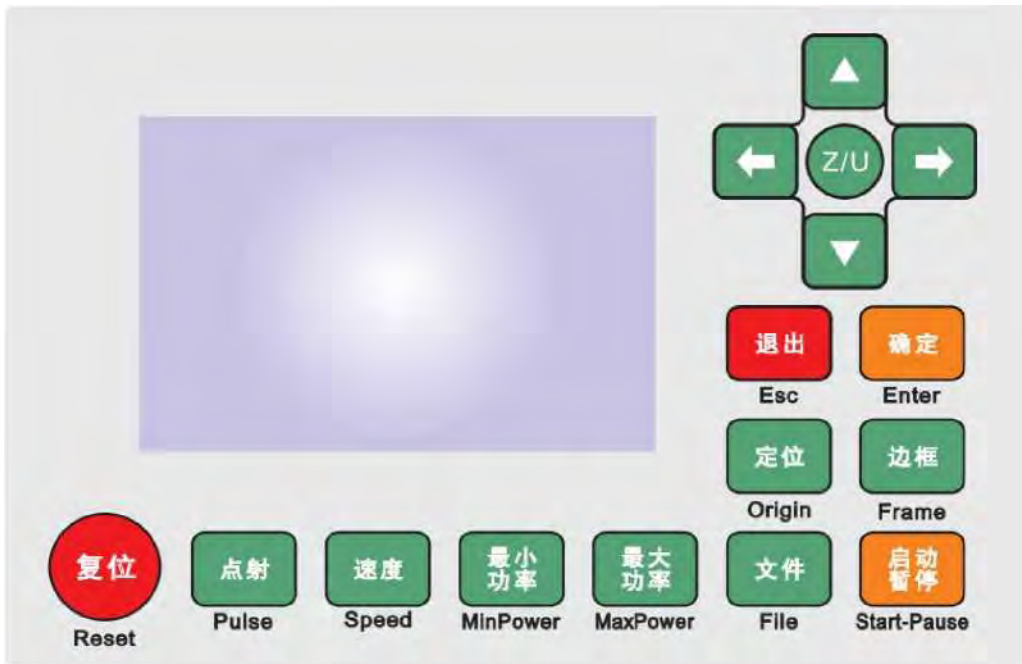 Z/U
退出
确定
Esc
Enter
定位
边框
Origin
Frame
复位
点射
速度
最小
功率
最大
功率
文件
启动
暂停
Reset
Pulse
Speed
MinPower
MaxPower
File
Start-Pause